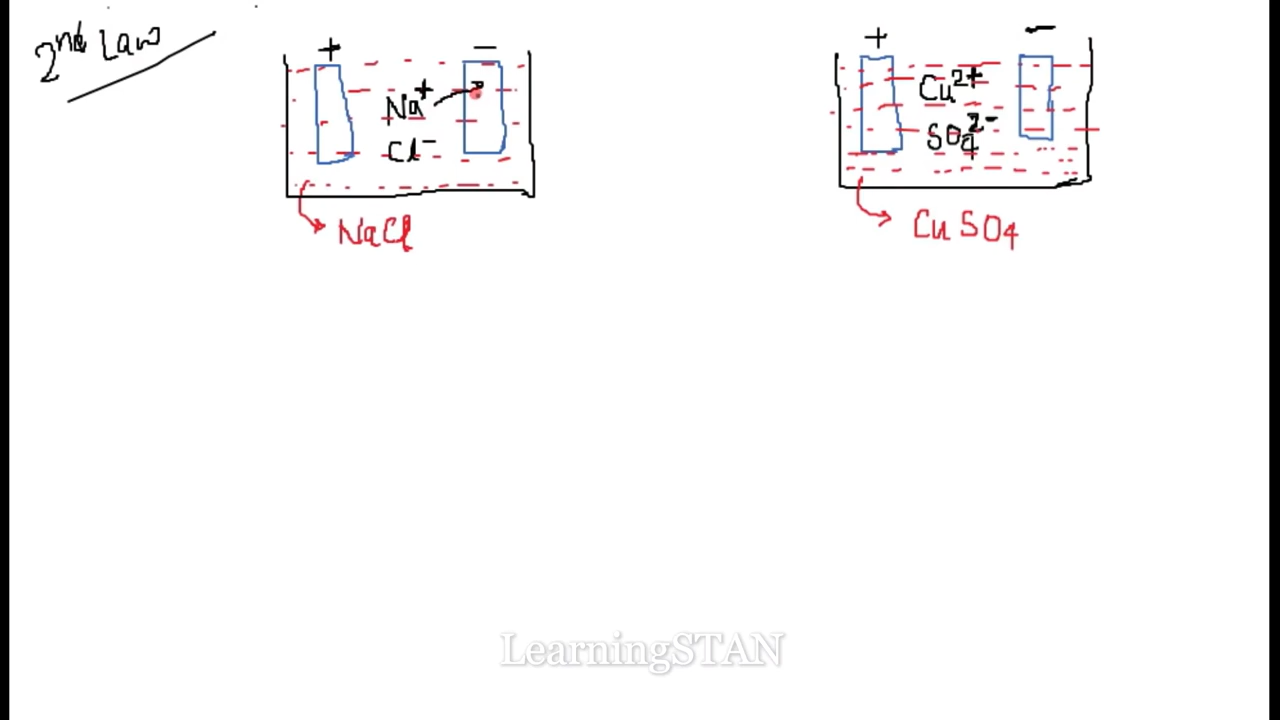 2nd Law
+ − + −
Na+ Cu2+
Cl− SO42−
NaCl CuSO4
LearningSTAN